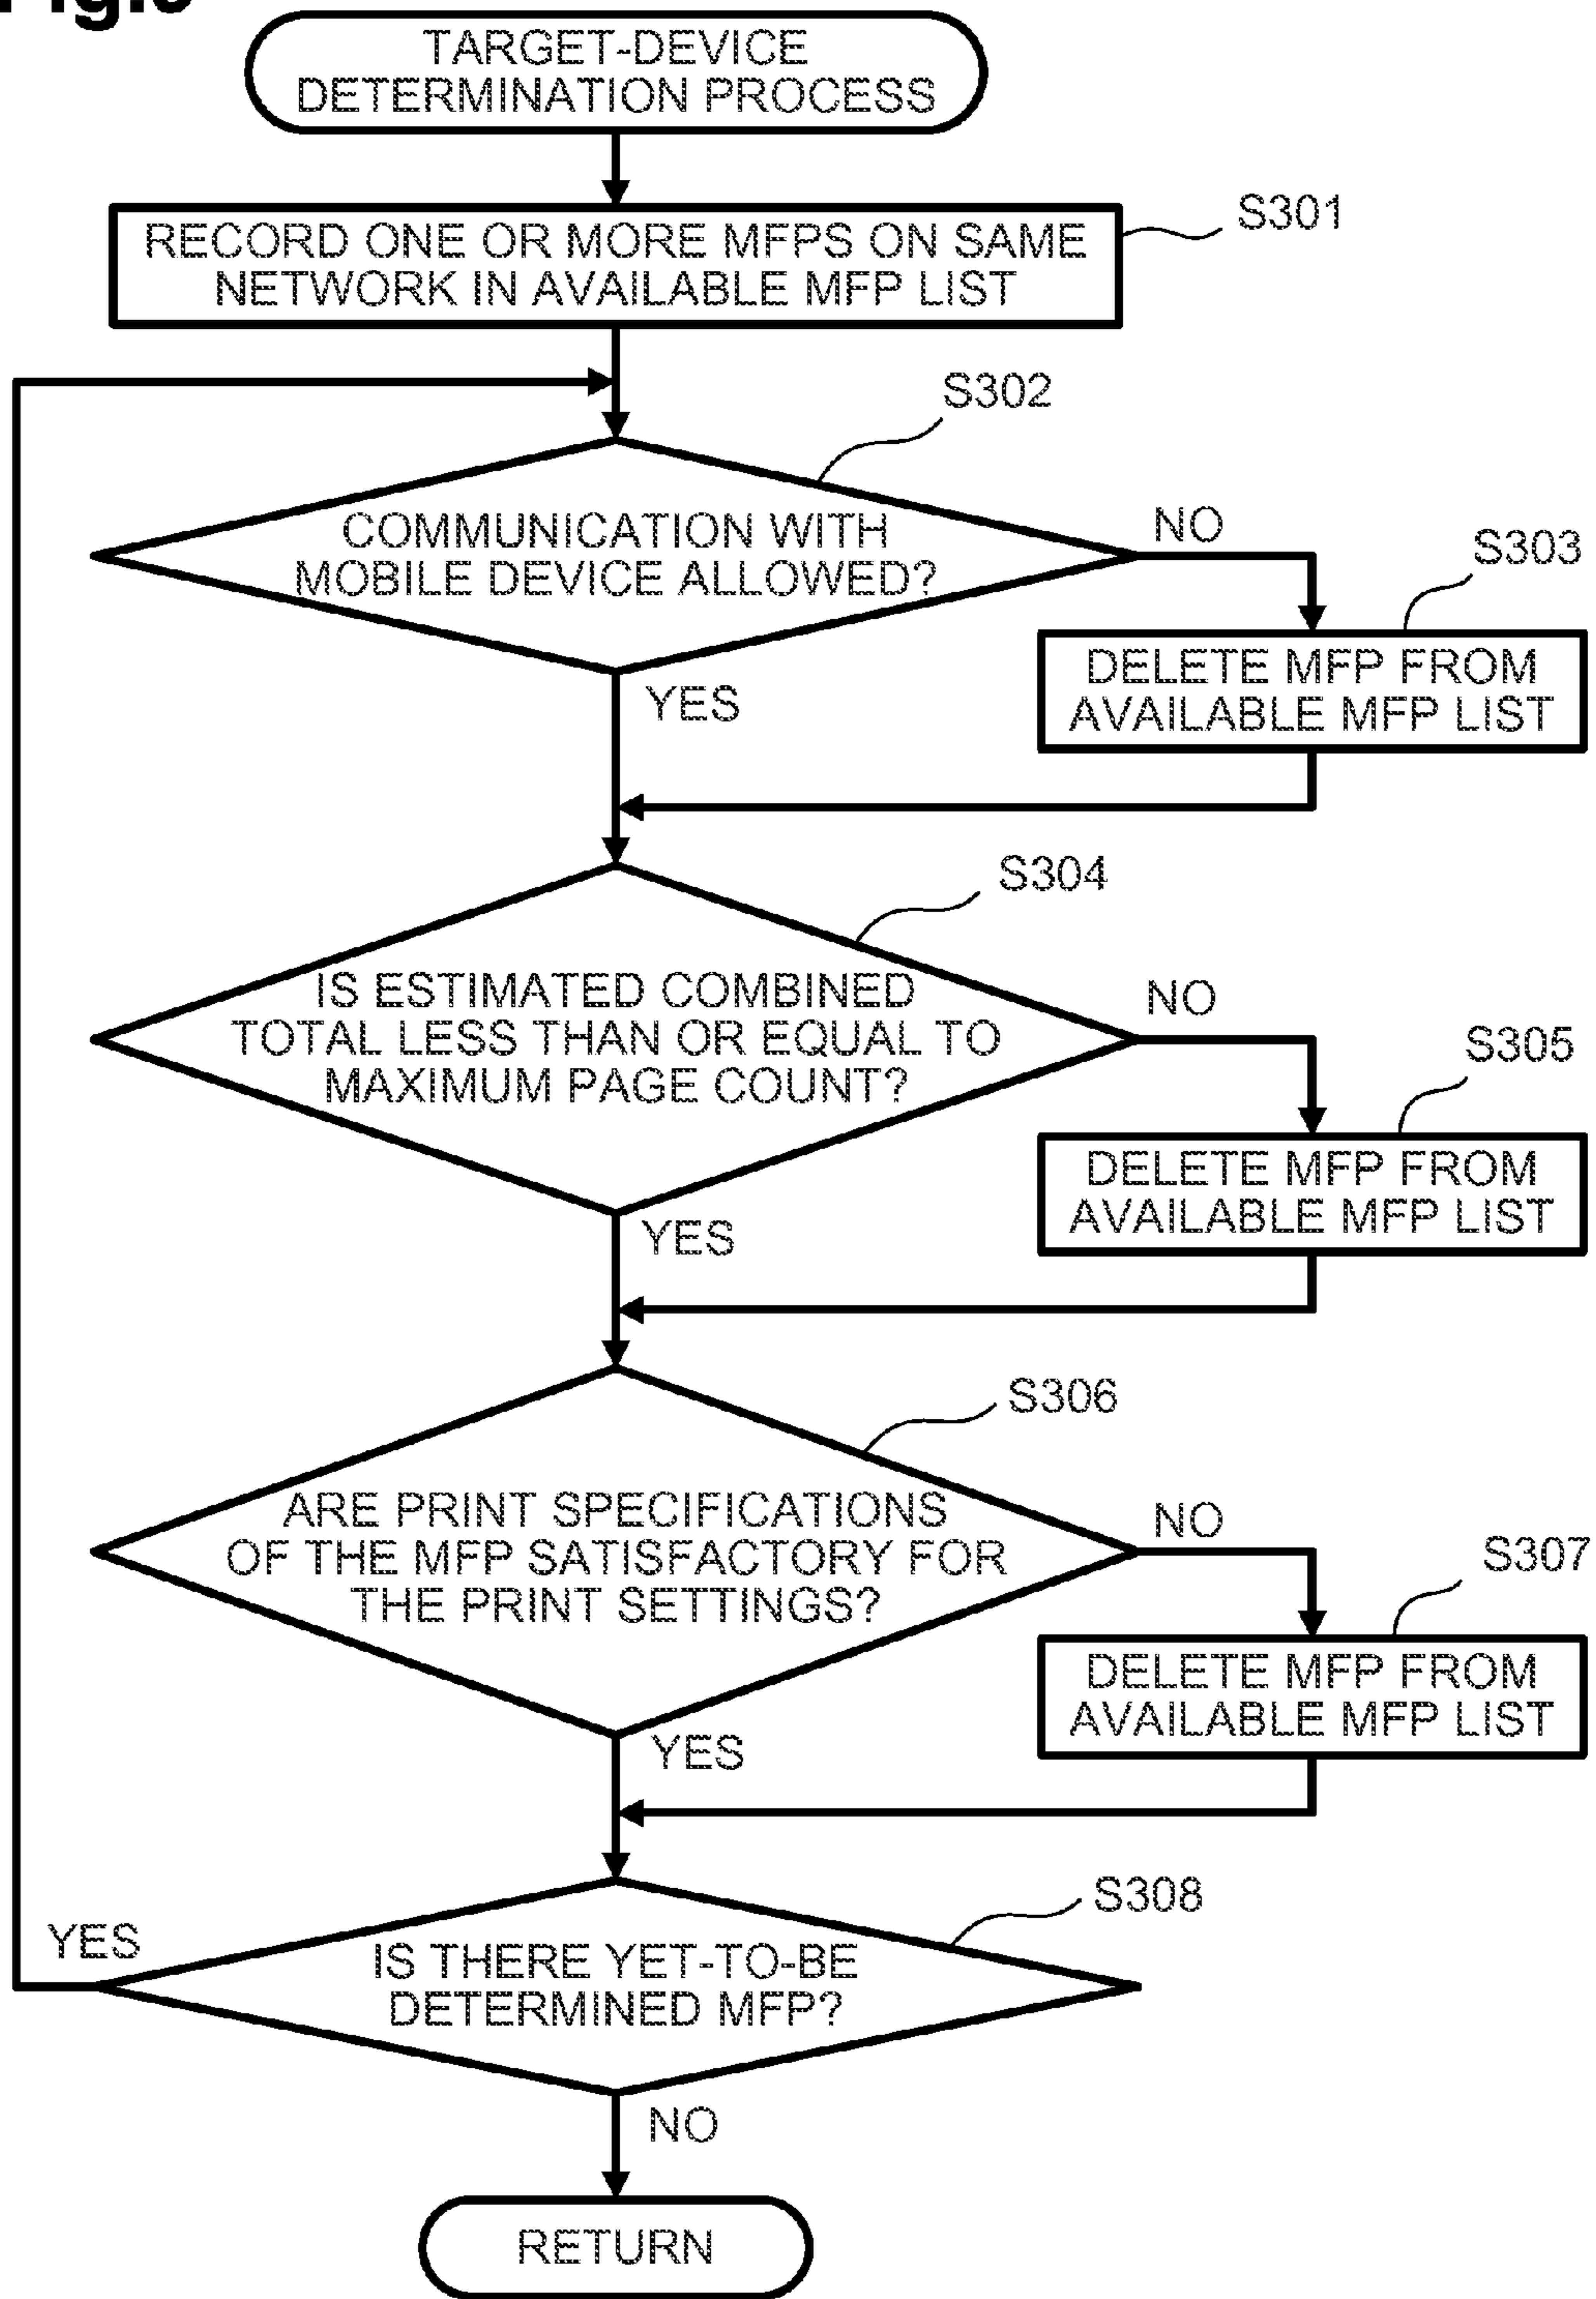 TARGET-DEVICE
DETERMINATION PROCESS
S301
RECORD ONE OR MORE MFPS ON SAME
NETWORK IN AVAILABLE MFP LIST
S302
COMMUNICATION WITH
MOBILE DEVICE ALLOWED?
NO
S303
DELETE MFP FROM
AVAILABLE MFP LIST
YES
S304
IS ESTIMATED COMBINED
TOTAL LESS THAN OR EQUAL TO
MAXIMUM PAGE COUNT?
NO
S305
DELETE MFP FROM
AVAILABLE MFP LIST
YES
S306
ARE PRINT SPECIFICATIONS
OF THE MFP SATISFACTORY FOR
THE PRINT SETTINGS?
NO
S307
DELETE MFP FROM
AVAILABLE MFP LIST
YES
S308
YES
IS THERE YET-TO-BE
DETERMINED MFP?
NO
RETURN